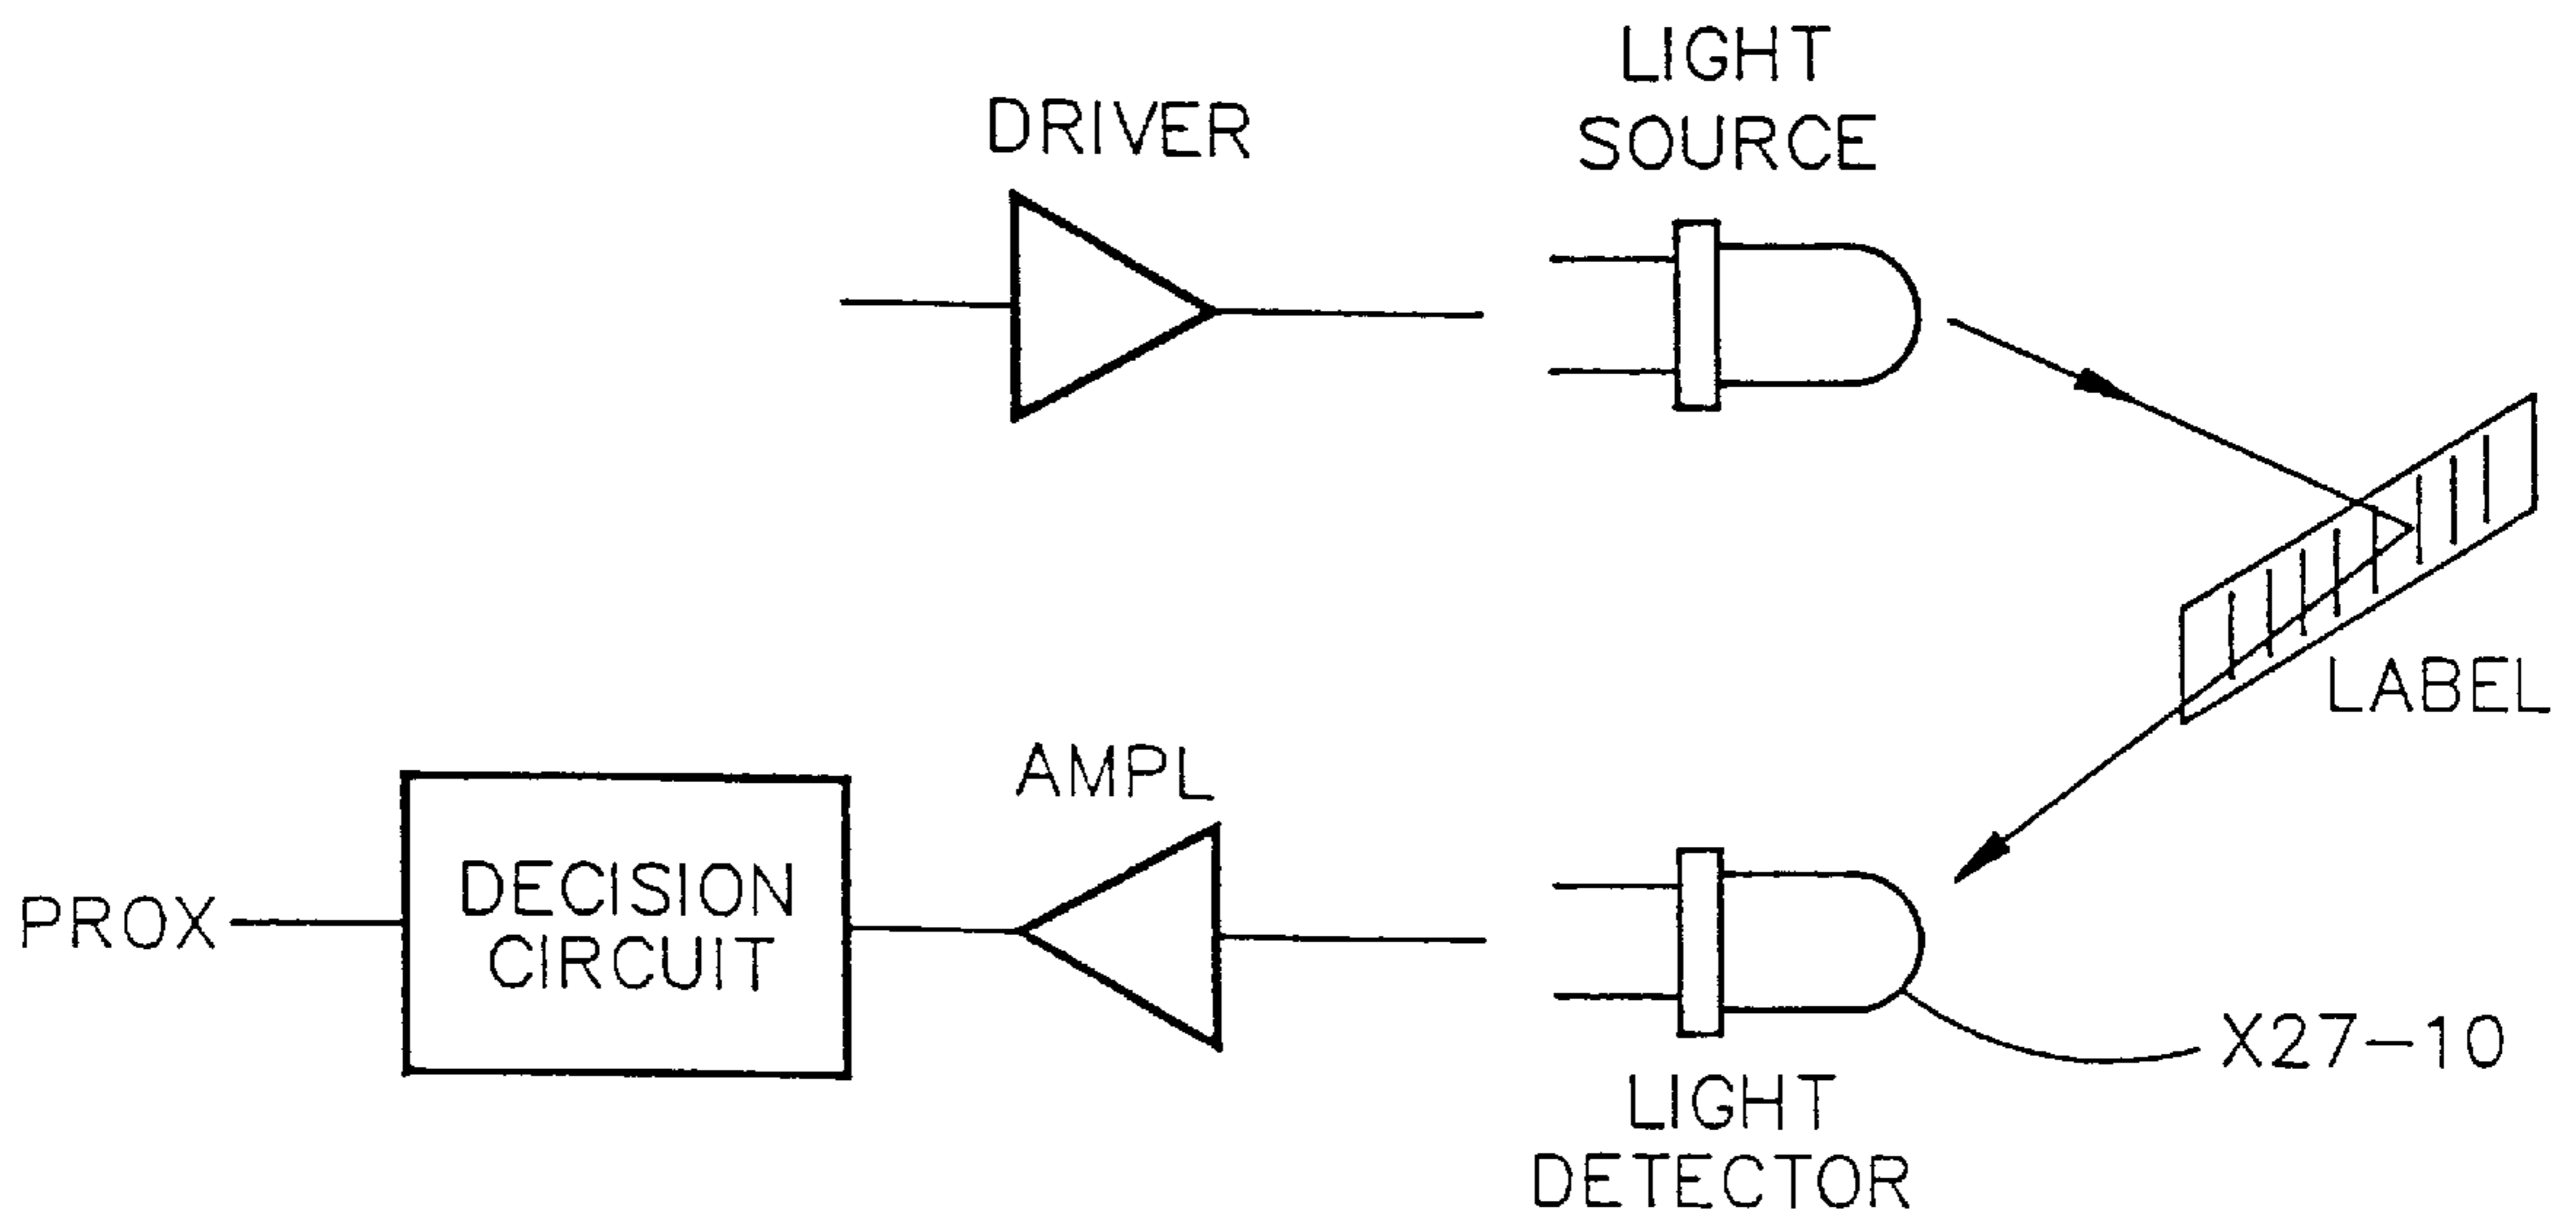 LIGHT
SOURCE
DRIVER
LABEL
AMPL
DECISION
CIRCUIT
PROX
X27-10
LIGHT
DETECTOR